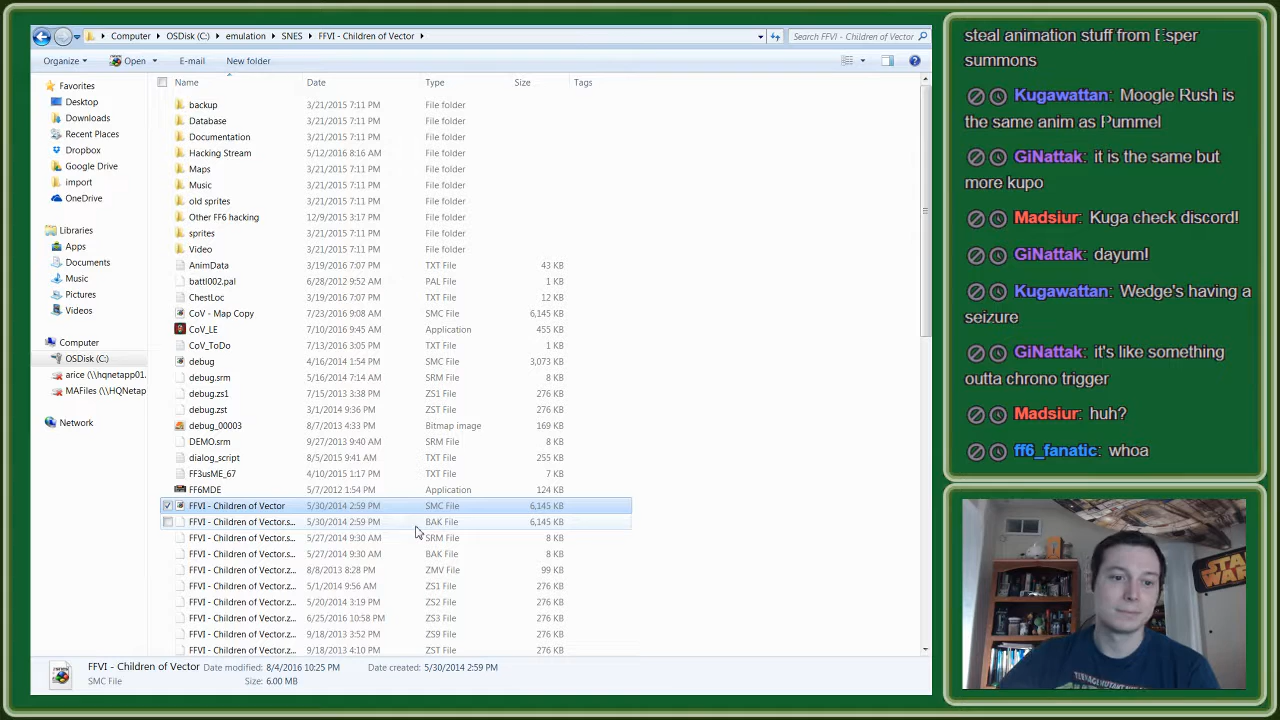 Computer OSDisk (C:) emulation SNES FFVI - Children of Vector
Search FFVI - Children of Vector
Organize Open E-mail New folder
Name Date Type Size Tags
Favorites
Desktop
Downloads
Recent Places
Dropbox
Google Drive
import
OneDrive
Libraries
Apps
Documents
Music
Pictures
Videos
Computer
OSDisk (C:)
arice (\\hqnetapp01.
MAFiles (\\HQNetap
Network
backup 3/21/2015 7:11 PM File folder
Database 3/21/2015 7:11 PM File folder
Documentation 3/21/2015 7:11 PM File folder
Hacking Stream 5/12/2016 8:16 AM File folder
Maps 3/21/2015 7:11 PM File folder
Music 3/21/2015 7:11 PM File folder
old sprites 3/21/2015 7:11 PM File folder
Other FF6 hacking 12/9/2015 3:17 PM File folder
sprites 3/21/2015 7:11 PM File folder
Video 3/21/2015 7:11 PM File folder
AnimData 3/19/2016 7:07 PM TXT File 43 KB
battl002.pal 6/28/2012 9:52 AM PAL File 1 KB
ChestLoc 3/19/2016 7:07 PM TXT File 12 KB
CoV - Map Copy 7/23/2016 9:08 AM SMC File 6,145 KB
CoV_LE 7/10/2016 9:45 AM Application 455 KB
CoV_ToDo 7/13/2016 3:05 PM TXT File 1 KB
debug 4/16/2014 1:54 PM SMC File 3,073 KB
debug.srm 5/16/2014 7:14 PM SRM File 8 KB
debug.zs1 7/15/2013 3:38 PM ZS1 File 276 KB
debug.zst 3/1/2014 9:36 PM ZST File 276 KB
debug_00003 8/7/2013 4:33 PM Bitmap image 169 KB
DEMO.srm 9/27/2013 9:40 AM SRM File 8 KB
dialog_script 8/5/2015 9:41 AM TXT File 255 KB
FF3usME_67 4/10/2015 1:17 PM TXT File 7 KB
FF6MDE 5/7/2012 1:54 PM Application 124 KB
FFVI - Children of Vector 5/30/2014 2:59 PM SMC File 6,145 KB
FFVI - Children of Vector.s... 5/30/2014 2:59 PM BAK File 6,145 KB
FFVI - Children of Vector... 5/27/2014 9:30 AM SRM File 8 KB
FFVI - Children of Vector.s... 5/27/2014 9:30 AM BAK File 8 KB
FFVI - Children of Vector.z... 8/8/2013 8:28 PM ZMV File 99 KB
FFVI - Children of Vector.z... 5/1/2014 9:56 AM ZS1 File 276 KB
FFVI - Children of Vector.z... 5/20/2014 3:19 PM ZS2 File 276 KB
FFVI - Children of Vector.z... 6/25/2016 10:58 PM ZS3 File 276 KB
FFVI - Children of Vector.z... 9/18/2013 3:52 PM ZS9 File 276 KB
FFVI - Children of Vector.z... 9/18/2013 4:10 PM ZST File 276 KB
FFVI - Children of Vector Date modified: 8/4/2016 10:25 PM Date created: 5/30/2014 2:59 PM
SMC File Size: 6.00 MB
steal animation stuff from Esper
summons
Kugawattan: Moogle Rush is
the same anim as Pummel
GiNattak: it is the same but
more kupo
Madsiur: Kuga check discord!
GiNattak: dayum!
Kugawattan: Wedge's having a
seizure
GiNattak: it's like something
outta chrono trigger
Madsiur: huh?
ff6_fanatic: whoa
STAR
WA